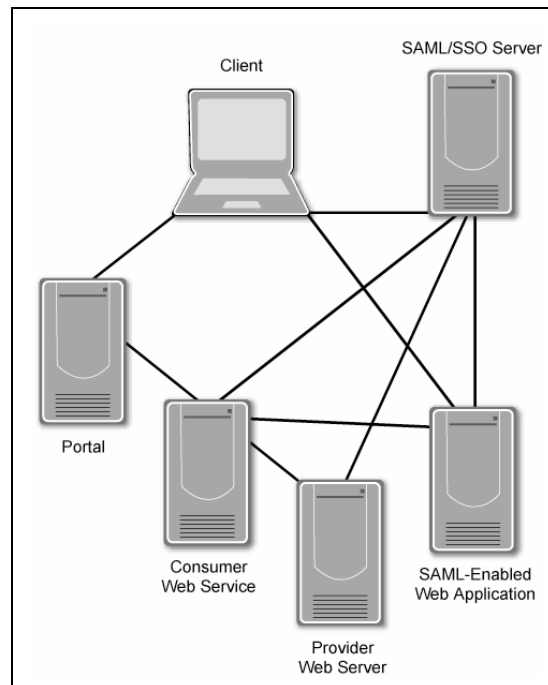 SAML/SSO Server
Client
Portal
Consumer
Web Service
SAML-Enabled
Web Application
Provider
Web Server